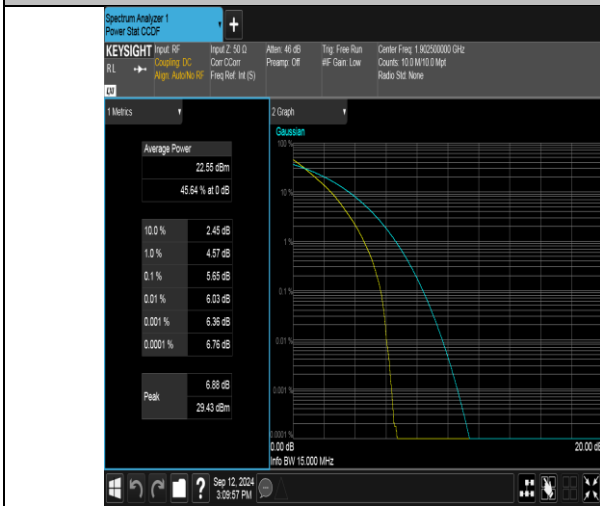 Spectrum Analyzer 1
Power Stat CCDF
+
KEYSIGHT Input: RF Input Z: 50 Ω Atten: 46 dB Trig: Free Run Center Freq: 1.902500000 GHz
RL Coupling: DC Corr CCorr Preamp: Off #IF Gain: Low Counts: 10.0 M/10.0 Mpt
Align: Auto/No RF Freq Ref: Int (S) Radio Std: None
LXI
1 Metrics
2 Graph
Average Power
22.55 dBm
45.64 % at 0 dB
10.0 % 2.45 dB
1.0 % 4.57 dB
0.1 % 5.65 dB
0.01 % 6.03 dB
0.001 % 6.36 dB
0.0001 % 6.76 dB
Peak 6.88 dB
29.43 dBm
Gaussian
100 %
10 %
1 %
0.1 %
0.01 %
0.001 %
0.0001 %
0.00 dB 20.00 dB
Info BW 15.000 MHz
? Sep 12, 2024
3:09:57 PM